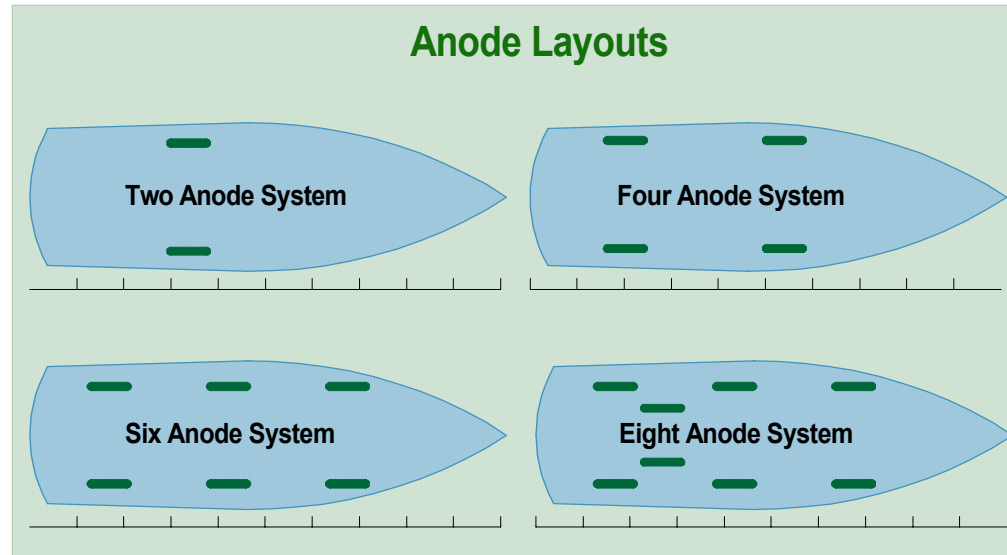 Anode Layouts
Two Anode System
Four Anode System
Six Anode System
Eight Anode System